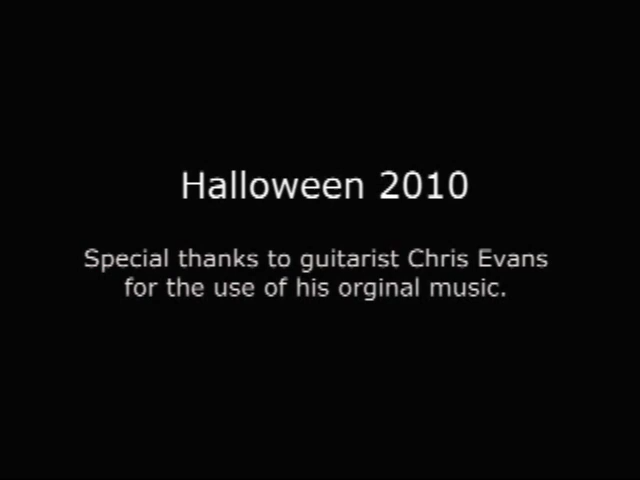 Halloween 2010
Special thanks to guitarist Chris Evans
for the use of his orginal music.